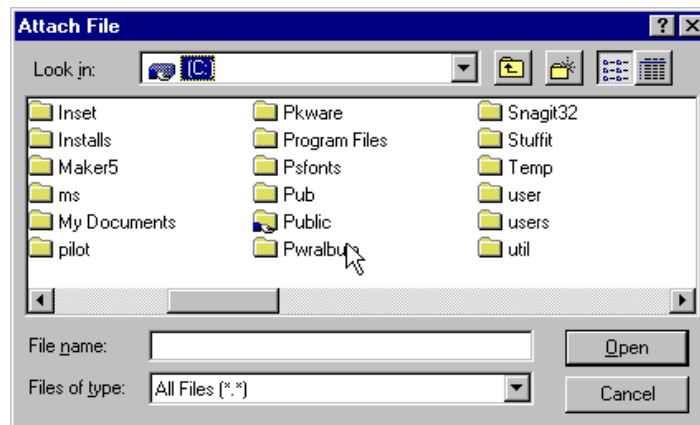 Attach File
Look in: (C:)
Inset Pkware Snagit32
Installs Program Files Stuffit
Maker5 Psfonts Temp
ms Pub user
My Documents Public users
pilot Pwralbum util
File name: Open
Files of type: All Files (*.*) Cancel